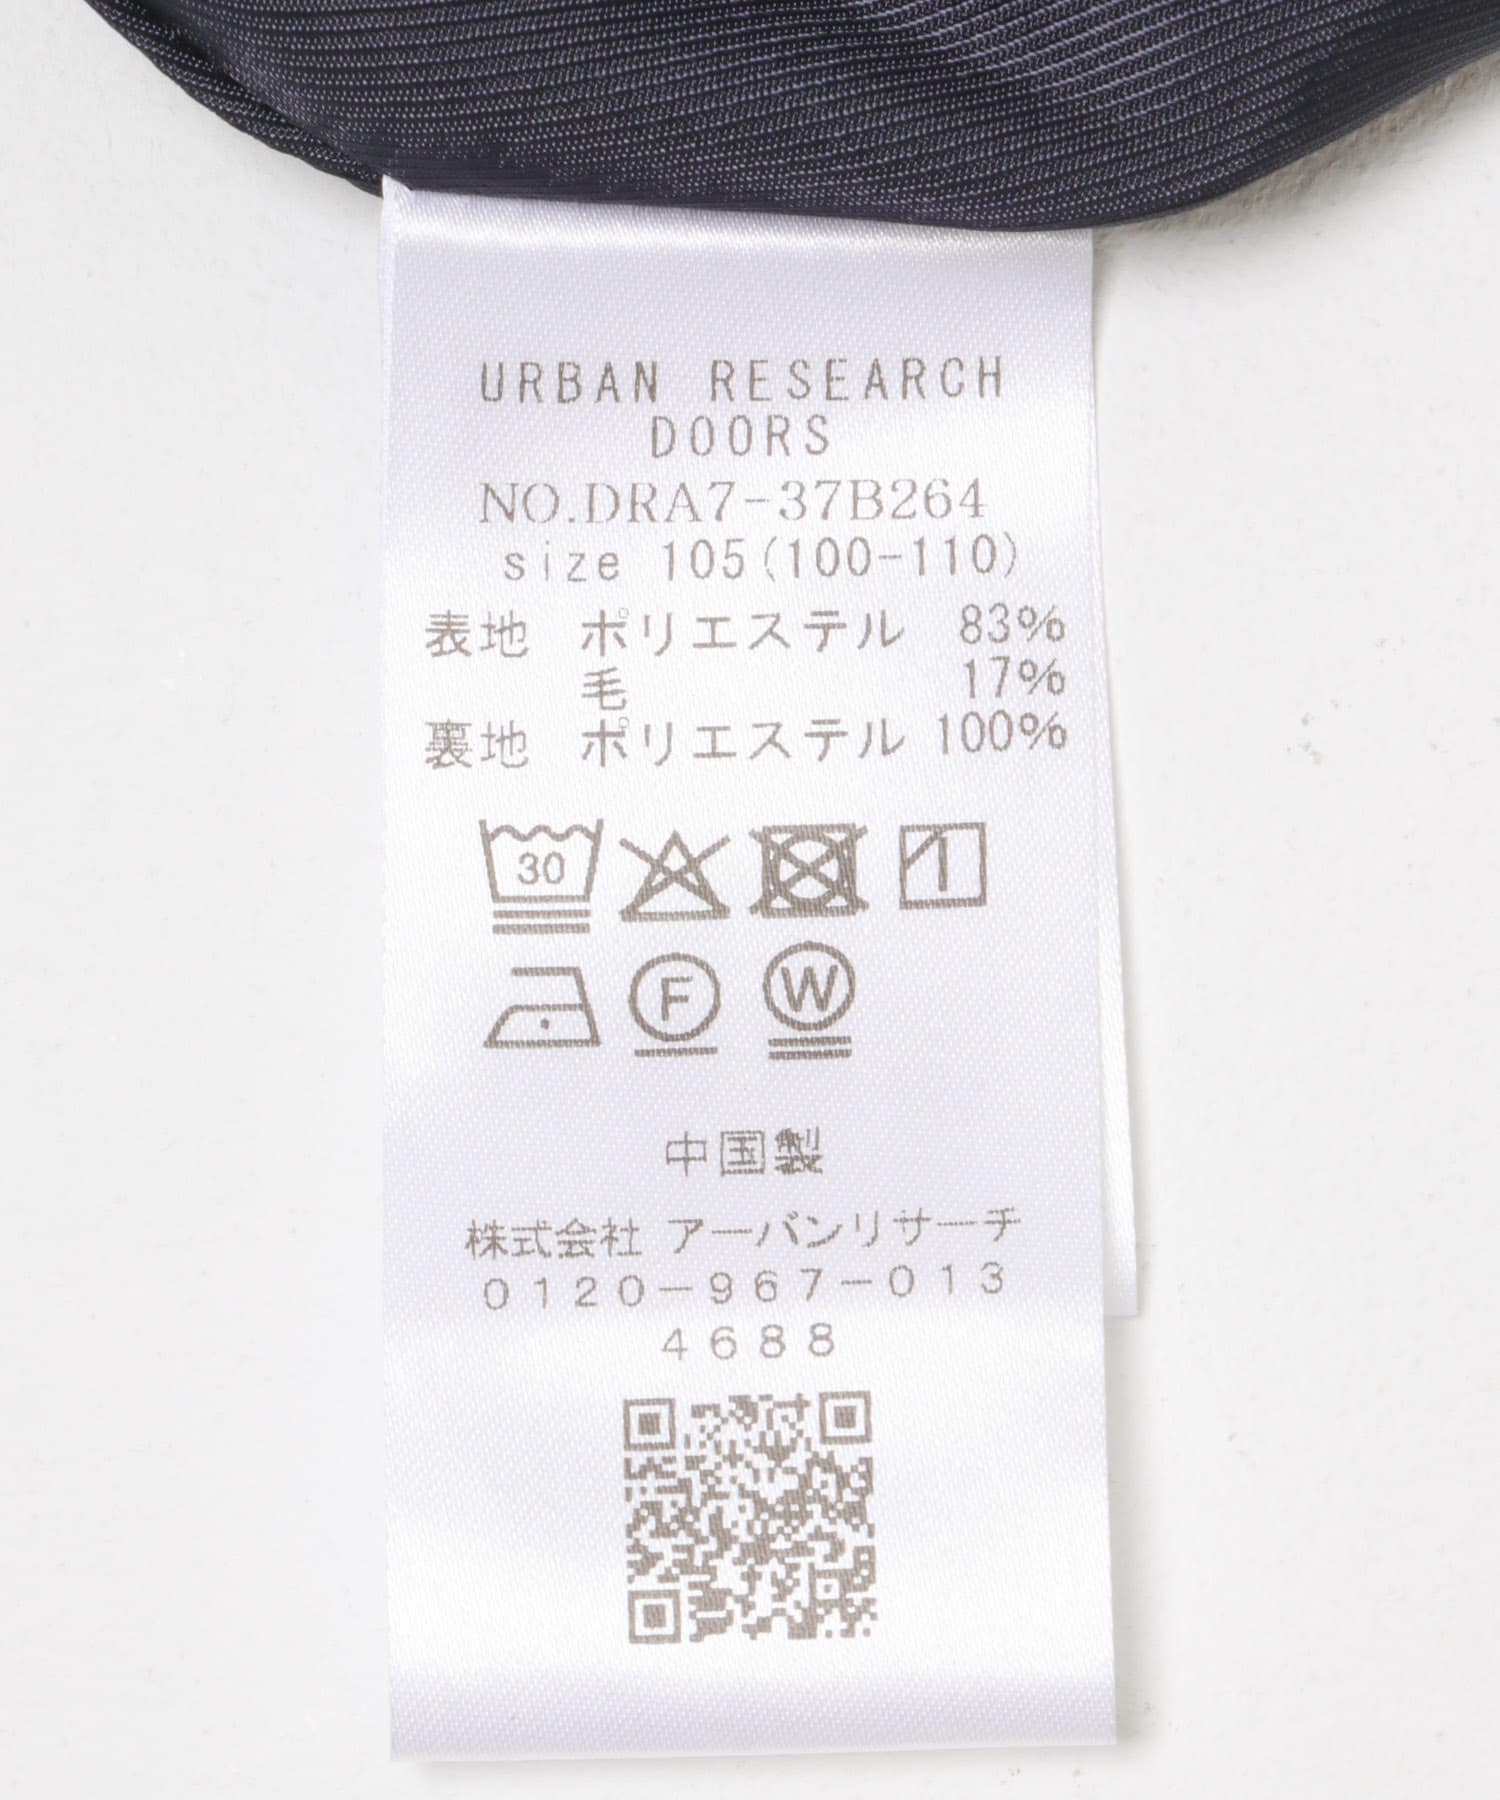 URBAN RESEARCH
DOORS
NO.DRA7-37B264
size 105(100-110)
表地 ポリエステル 83%
毛 17%
裏地 ポリエステル 100%
30
F W
中国製
株式会社 アーバンリサーチ
0120-967-013
4688